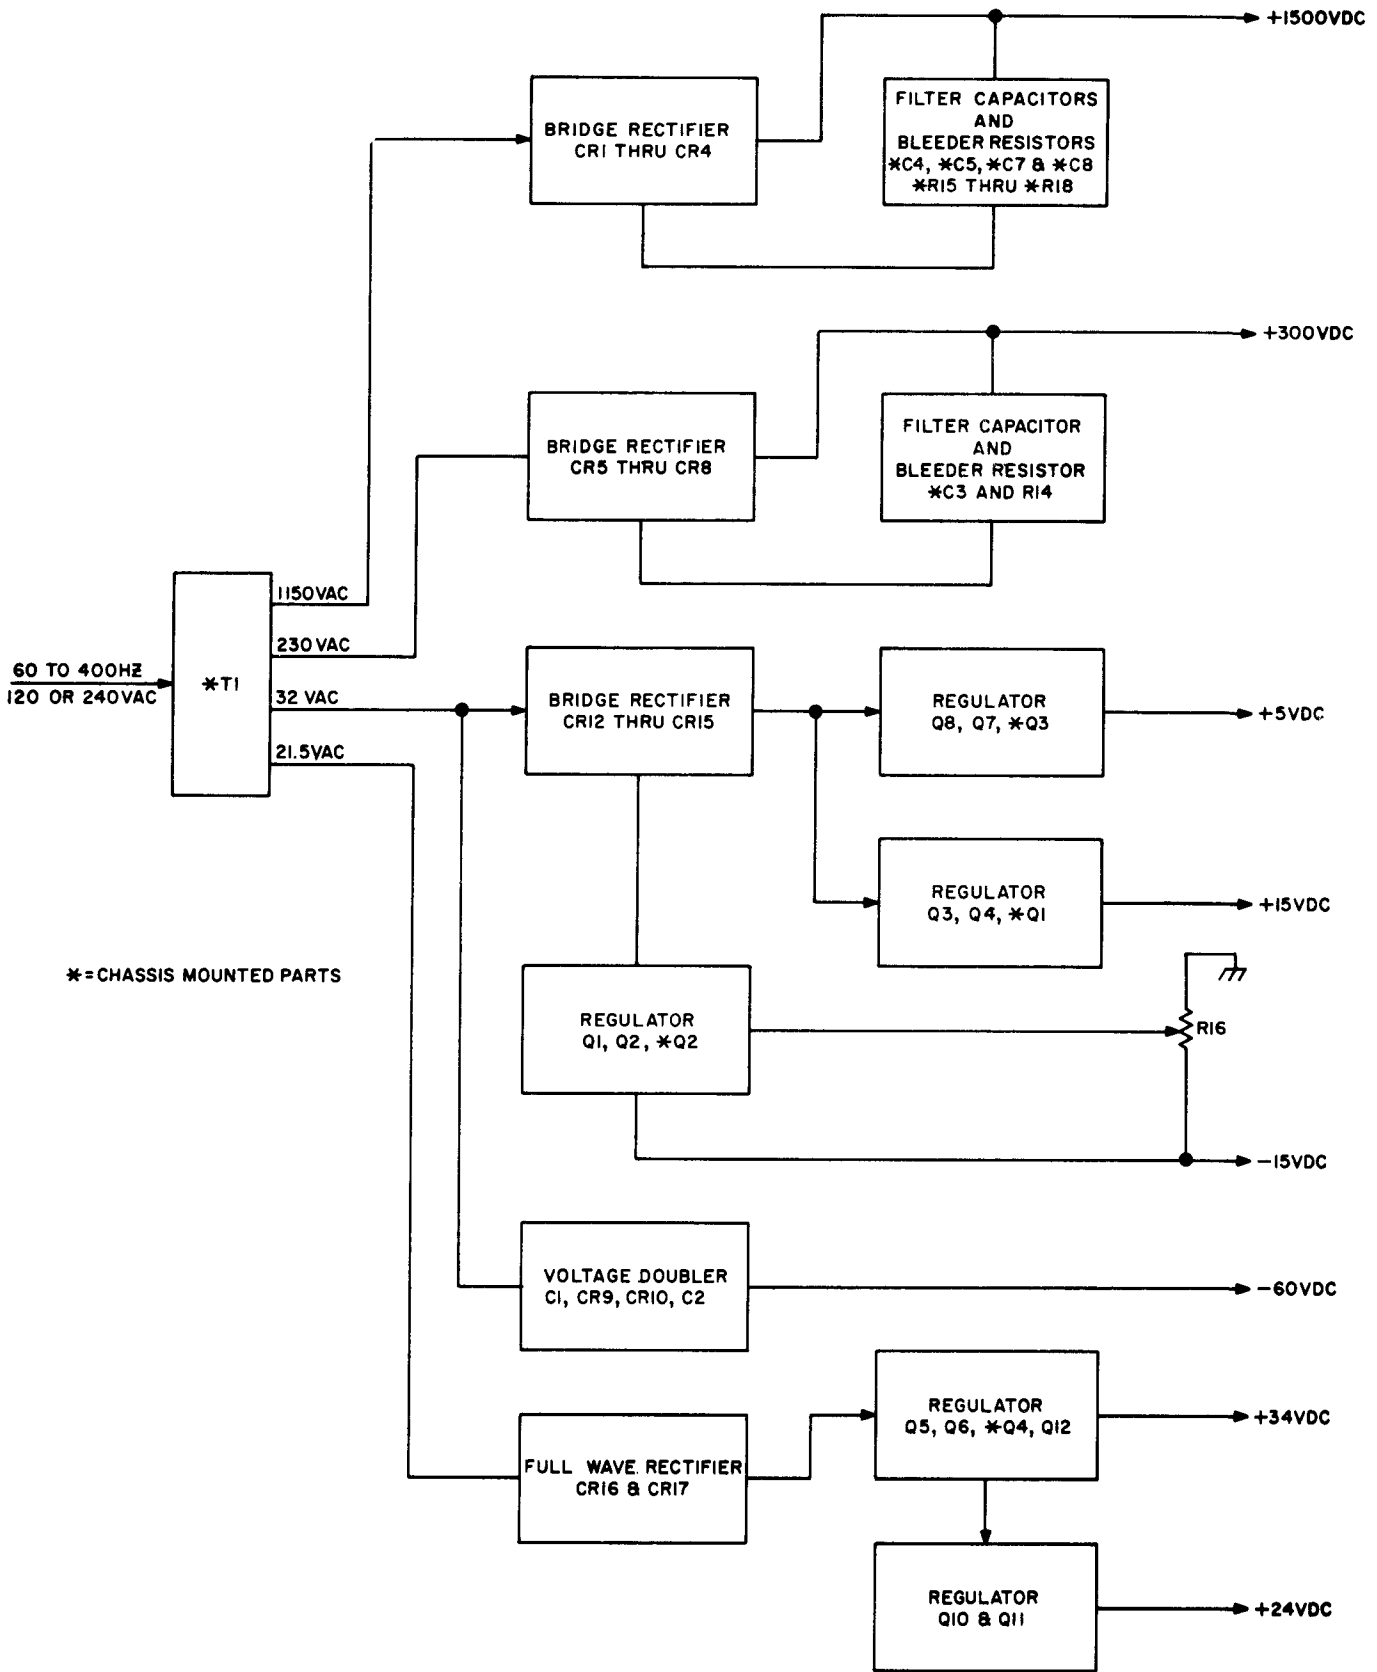 +1500VDC
BRIDGE RECTIFIER
CR1 THRU CR4
FILTER CAPACITORS
AND
BLEEDER RESISTORS
*C4, *C5, *C7 & *C8
*R15 THRU *R18
+300VDC
BRIDGE RECTIFIER
CR5 THRU CR8
FILTER CAPACITOR
AND
BLEEDER RESISTOR
*C3 AND R14
60 TO 400HZ
120 OR 240VAC
*T1
1150VAC
230VAC
32 VAC
21.5VAC
BRIDGE RECTIFIER
CR12 THRU CR15
REGULATOR
Q8, Q7, *Q3
+5VDC
REGULATOR
Q3, Q4, *Q1
+15VDC
*=CHASSIS MOUNTED PARTS
REGULATOR
Q1, Q2, *Q2
R16
-15VDC
VOLTAGE DOUBLER
C1, CR9, CR10, C2
-60VDC
FULL WAVE RECTIFIER
CR16 & CR17
REGULATOR
Q5, Q6, *Q4, Q12
+34VDC
REGULATOR
Q10 & Q11
+24VDC